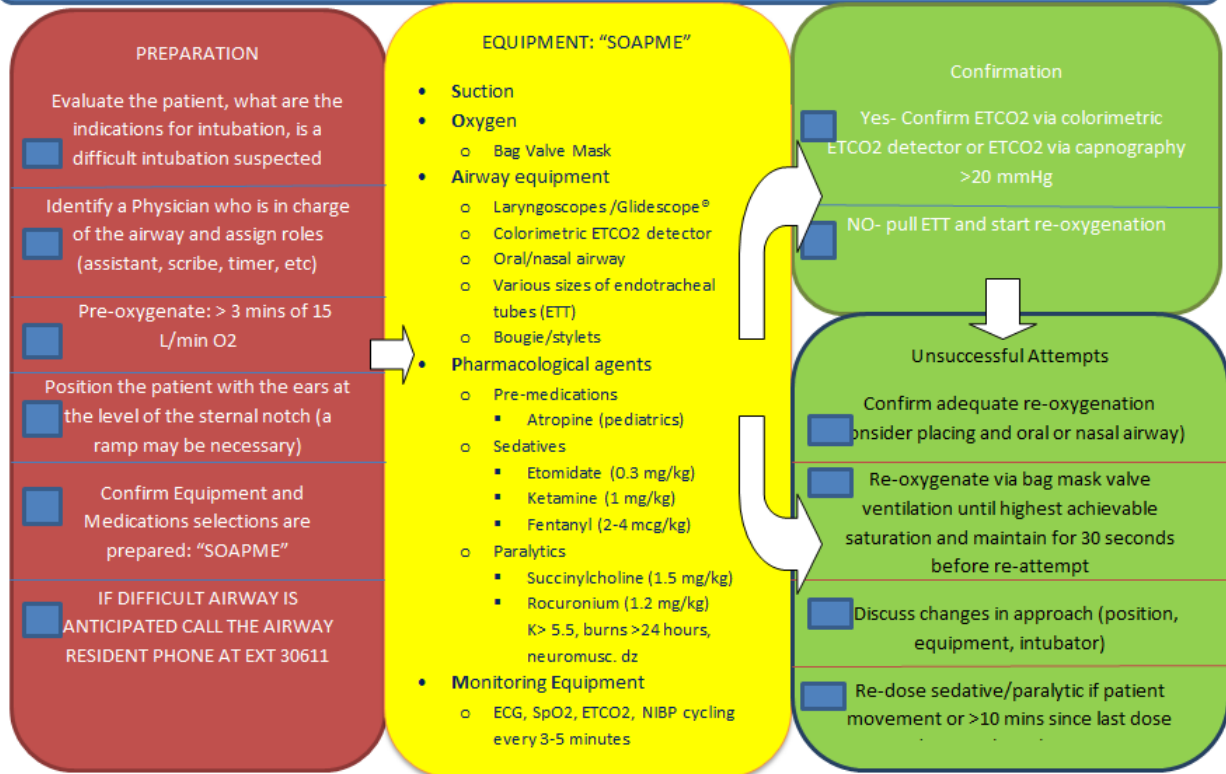 PREPARATION
Evaluate the patient, what are the
indications for intubation, is a
difficult intubation suspected
Identify a Physician who is in charge
of the airway and assign roles
(assistant, scribe, timer, etc)
Pre-oxygenate: > 3 mins of 15
L/min O2
Position the patient with the ears at
the level of the sternal notch (a
ramp may be necessary)
Confirm Equipment and
Medications selections are
prepared: “SOAPME”
IF DIFFICULT AIRWAY IS
ANTICIPATED CALL THE AIRWAY
RESIDENT PHONE AT EXT 30611
EQUIPMENT: “SOAPME”
• Suction
• Oxygen
o Bag Valve Mask
• Airway equipment
o Laryngoscopes /Glidescope®
o Colorimetric ETCO2 detector
o Oral/nasal airway
o Various sizes of endotracheal
tubes (ETT)
o Bougie/stylets
• Pharmacological agents
o Pre-medications
▪ Atropine (pediatrics)
o Sedatives
▪ Etomidate (0.3 mg/kg)
▪ Ketamine (1 mg/kg)
▪ Fentanyl (2-4 mcg/kg)
o Paralytics
▪ Succinylcholine (1.5 mg/kg)
▪ Rocuronium (1.2 mg/kg)
K> 5.5, burns >24 hours,
neuromusc. dz
• Monitoring Equipment
o ECG, SpO2, ETCO2, NIBP cycling
every 3-5 minutes
Confirmation
Yes- Confirm ETCO2 via colorimetric
ETCO2 detector or ETCO2 via capnography
>20 mmHg
NO- pull ETT and start re-oxygenation
Unsuccessful Attempts
Confirm adequate re-oxygenation
onsider placing and oral or nasal airway)
Re-oxygenate via bag mask valve
ventilation until highest achievable
saturation and maintain for 30 seconds
before re-attempt
Discuss changes in approach (position,
equipment, intubator)
Re-dose sedative/paralytic if patient
movement or >10 mins since last dose